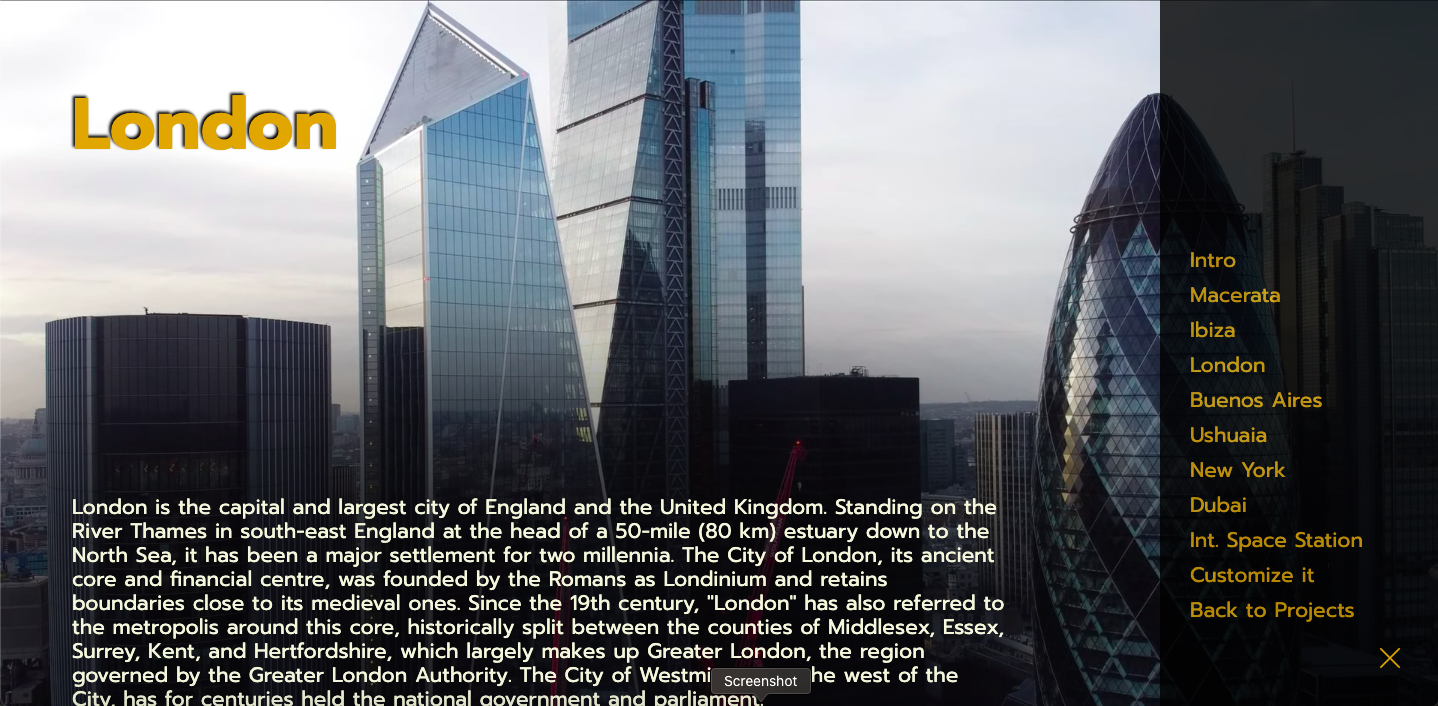 London
London is the capital and largest city of England and the United Kingdom. Standing on the
River Thames in south-east England at the head of a 50-mile (80 km) estuary down to the
North Sea, it has been a major settlement for two millennia. The City of London, its ancient
core and financial centre, was founded by the Romans as Londinium and retains
boundaries close to its medieval ones. Since the 19th century, "London" has also referred to
the metropolis around this core, historically split between the counties of Middlesex, Essex,
Surrey, Kent, and Hertfordshire, which largely makes up Greater London, the region
governed by the Greater London Authority. The City of Westmi he west of the
City, has for centuries held the national government and parliament.
Screenshot
Intro
Macerata
Ibiza
London
Buenos Aires
Ushuaia
New York
Dubai
Int. Space Station
Customize it
Back to Projects